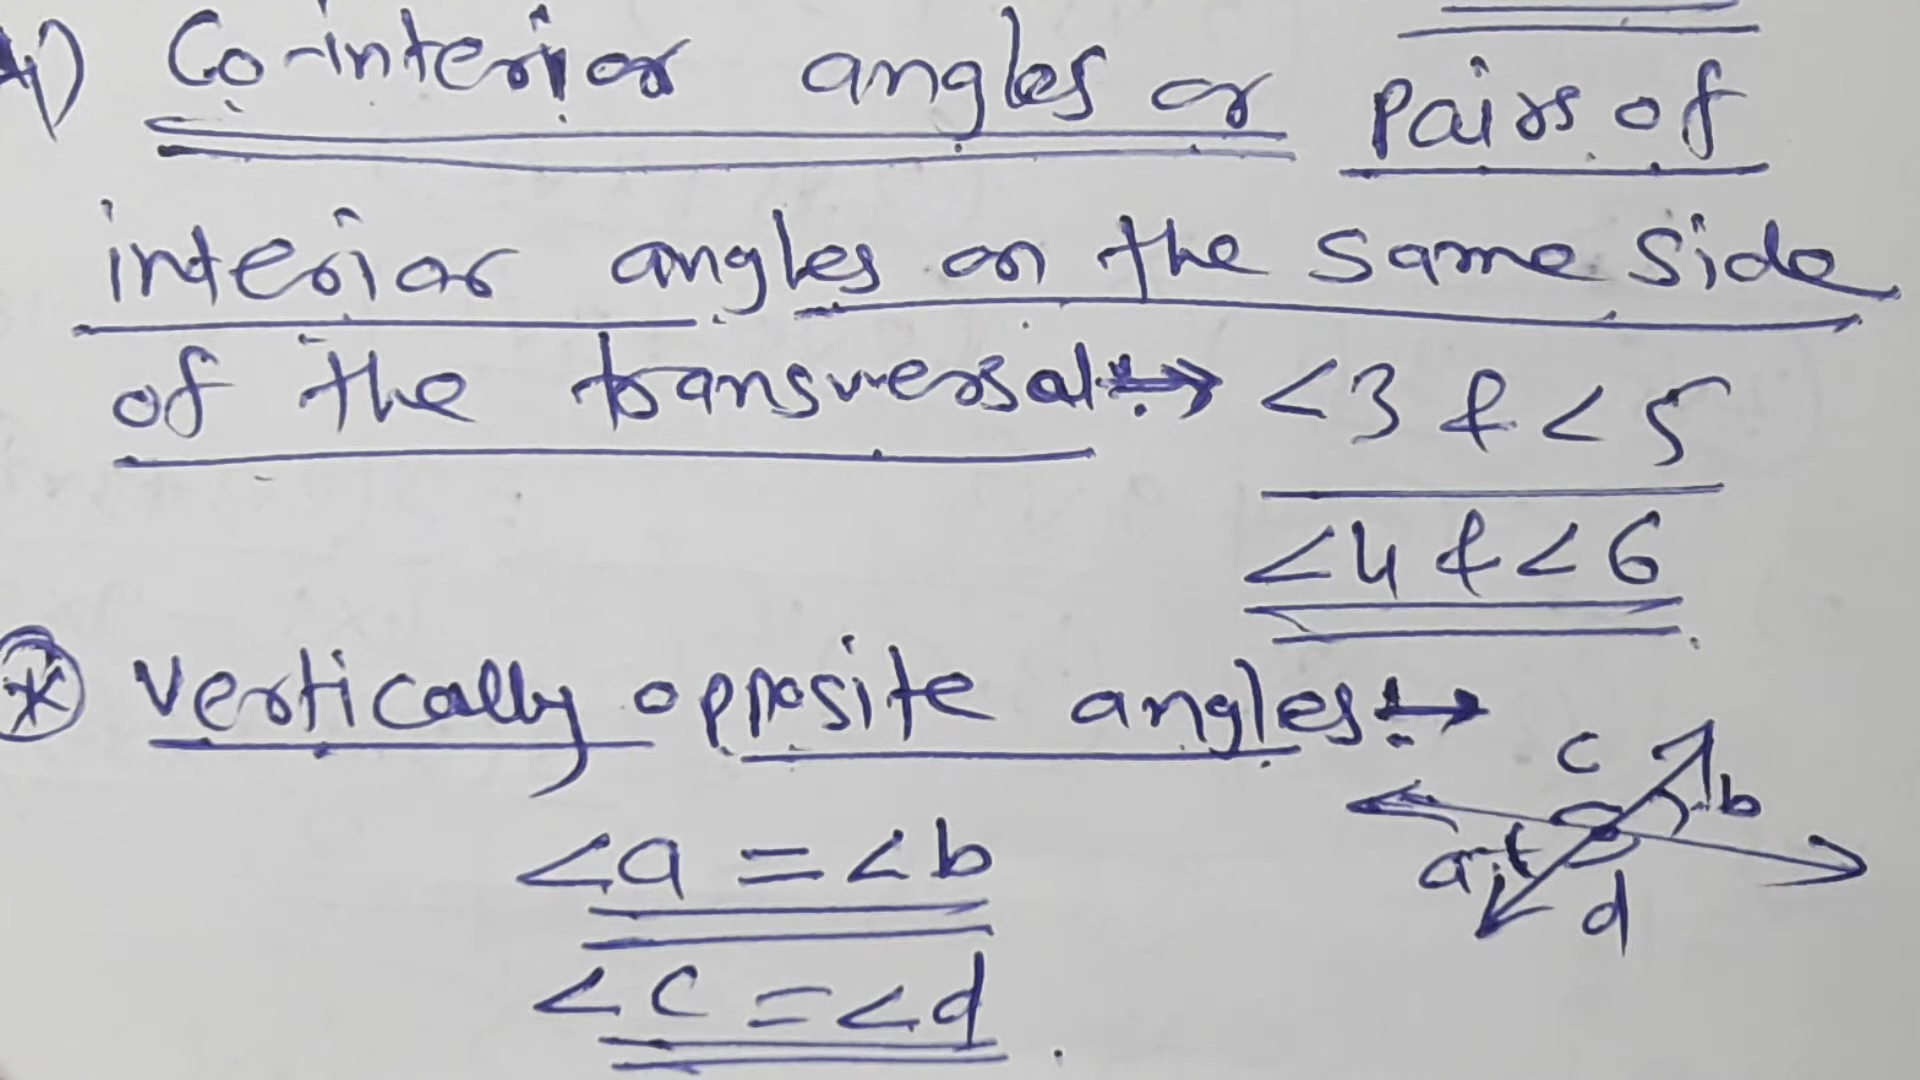 4) Co-interior angles or pairs of
interior angles on the same side
of the transversal :→ <3 & <5
<4 & <6
* Vertically opposite angles :→
<a = <b
<c = <d
c
b
a
d